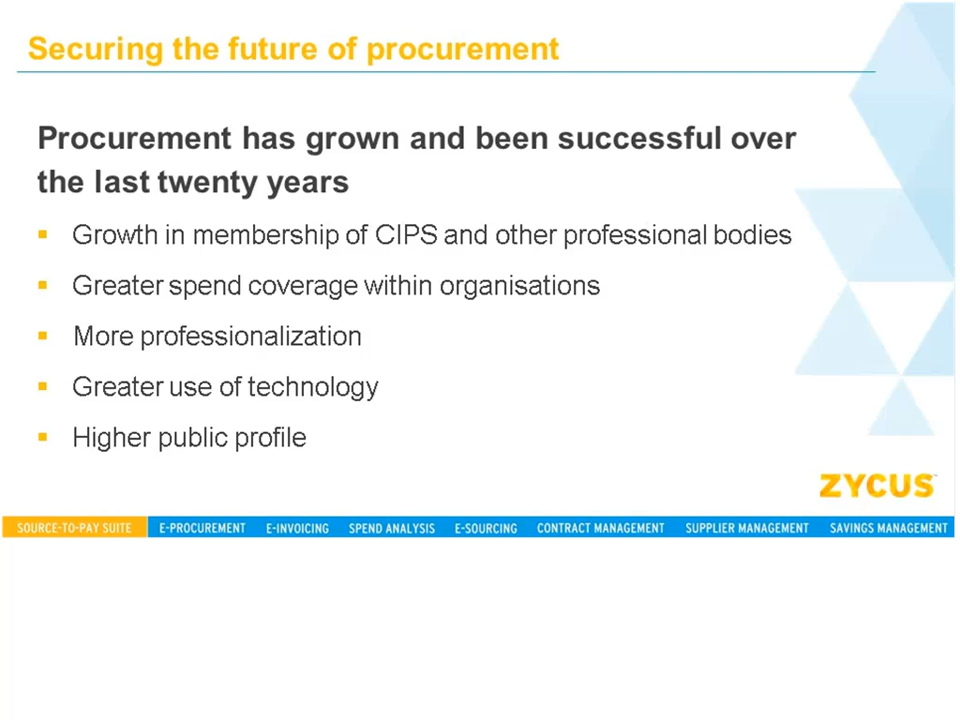 Securing the future of procurement
Procurement has grown and been successful over
the last twenty years
Growth in membership of CIPS and other professional bodies
Greater spend coverage within organisations
More professionalization
Greater use of technology
Higher public profile
ZYCUS
SOURCE-TO-PAY SUITE E-PROCUREMENT E-INVOICING SPEND ANALYSIS E-SOURCING CONTRACT MANAGEMENT SUPPLIER MANAGEMENT SAVINGS MANAGEMENT